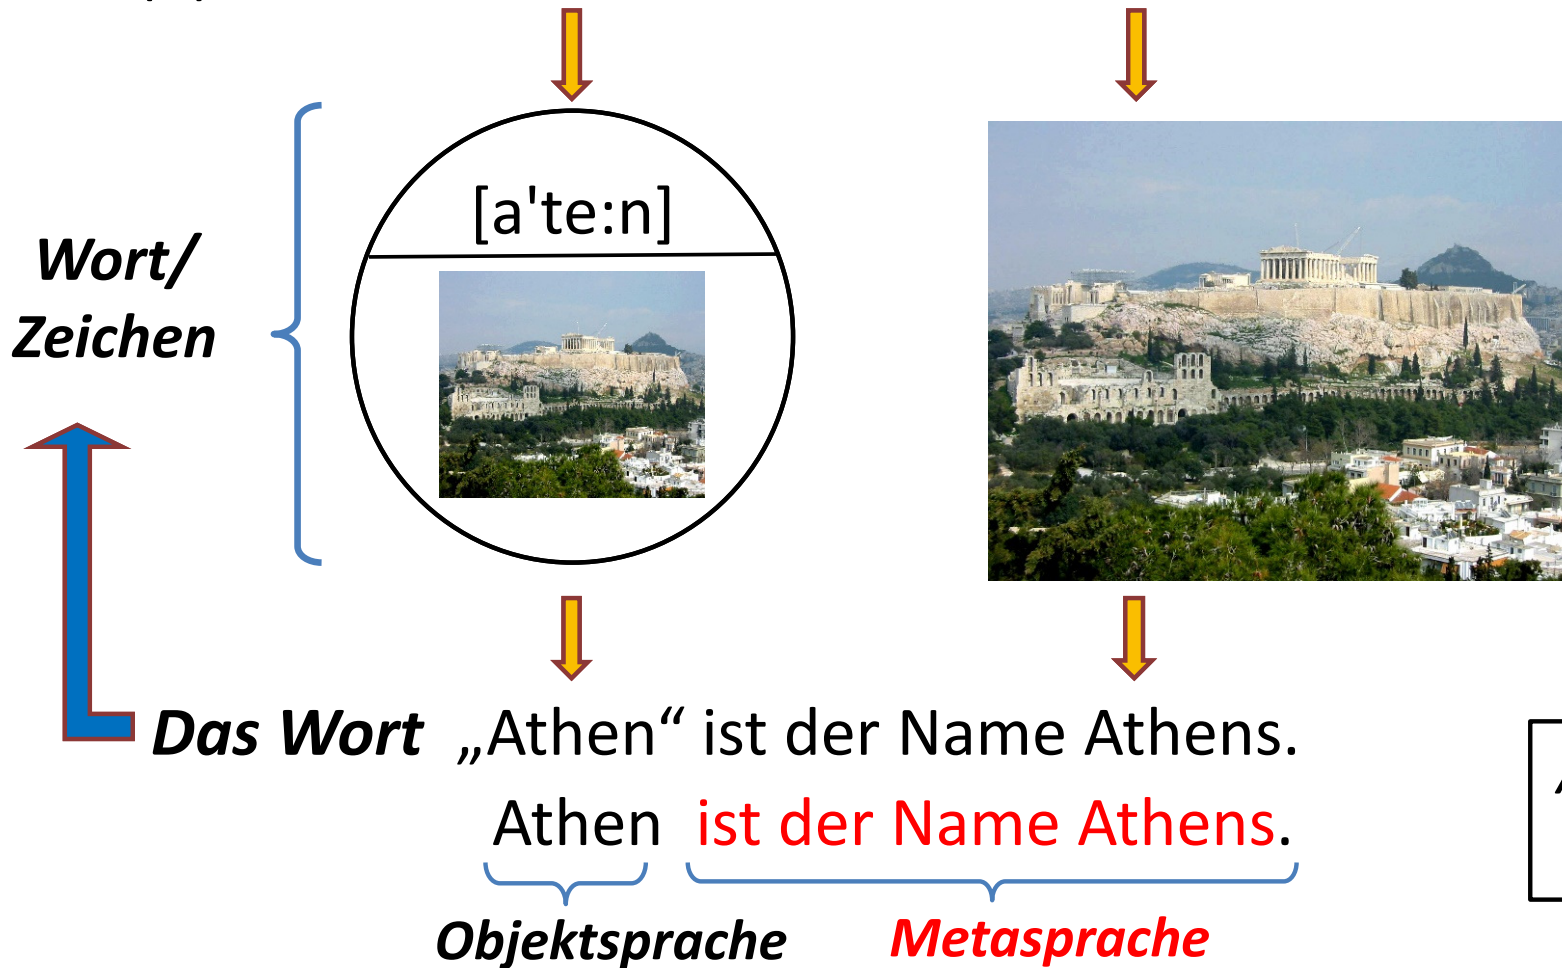 [a'te:n]
Wort/
Zeichen
Das Wort „Athen“ ist der Name Athens.
Athen ist der Name Athens.
Objektsprache Metasprache